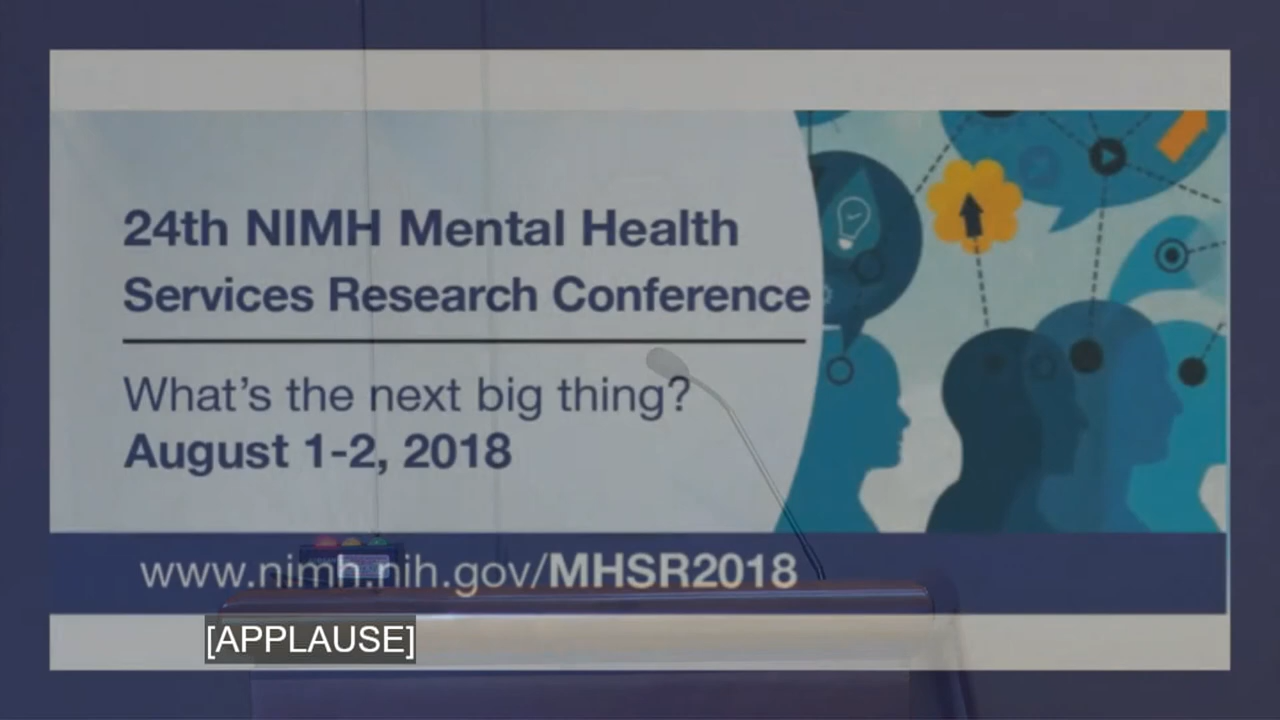 24th NIMH Mental Health
Services Research Conference
What's the next big thing?
August 1-2, 2018
www.nimh.nih.gov/MHSR2018
[APPLAUSE]